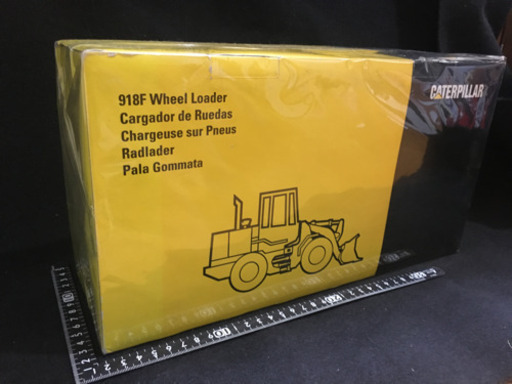 918F Wheel Loader
Cargador de Ruedas
Chargeuse sur Pneus
Radlader
Pala Gommata
CATERPILLAR